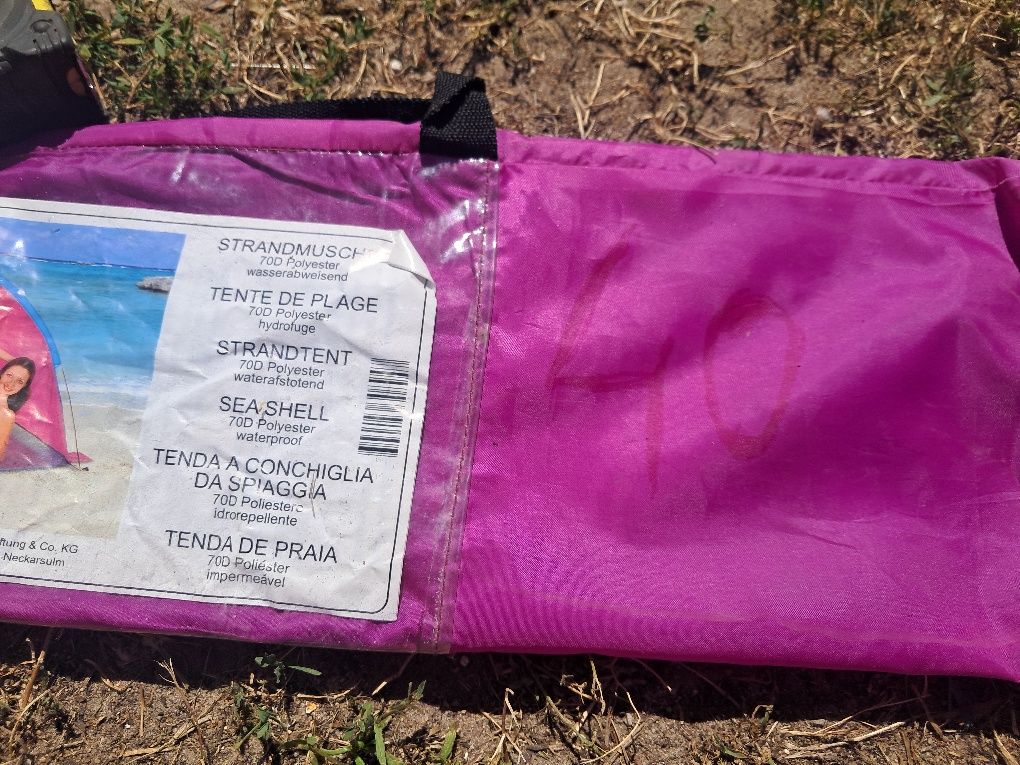 STRANDMUSCH
70D Polyester
wasserabweisend
TENTE DE PLAGE
70D Polyester
hydrofuge
STRANDTENT
70D Polyester
waterafstotend
SEA SHELL
70D Polyester
waterproof
TENDA A CONCHIGLIA
DA SPIAGGIA
70D Poliestere
idrorepellente
TENDA DE PRAIA
70D Poliéster
impermeável
ftung & Co. KG
Neckarsulm
40